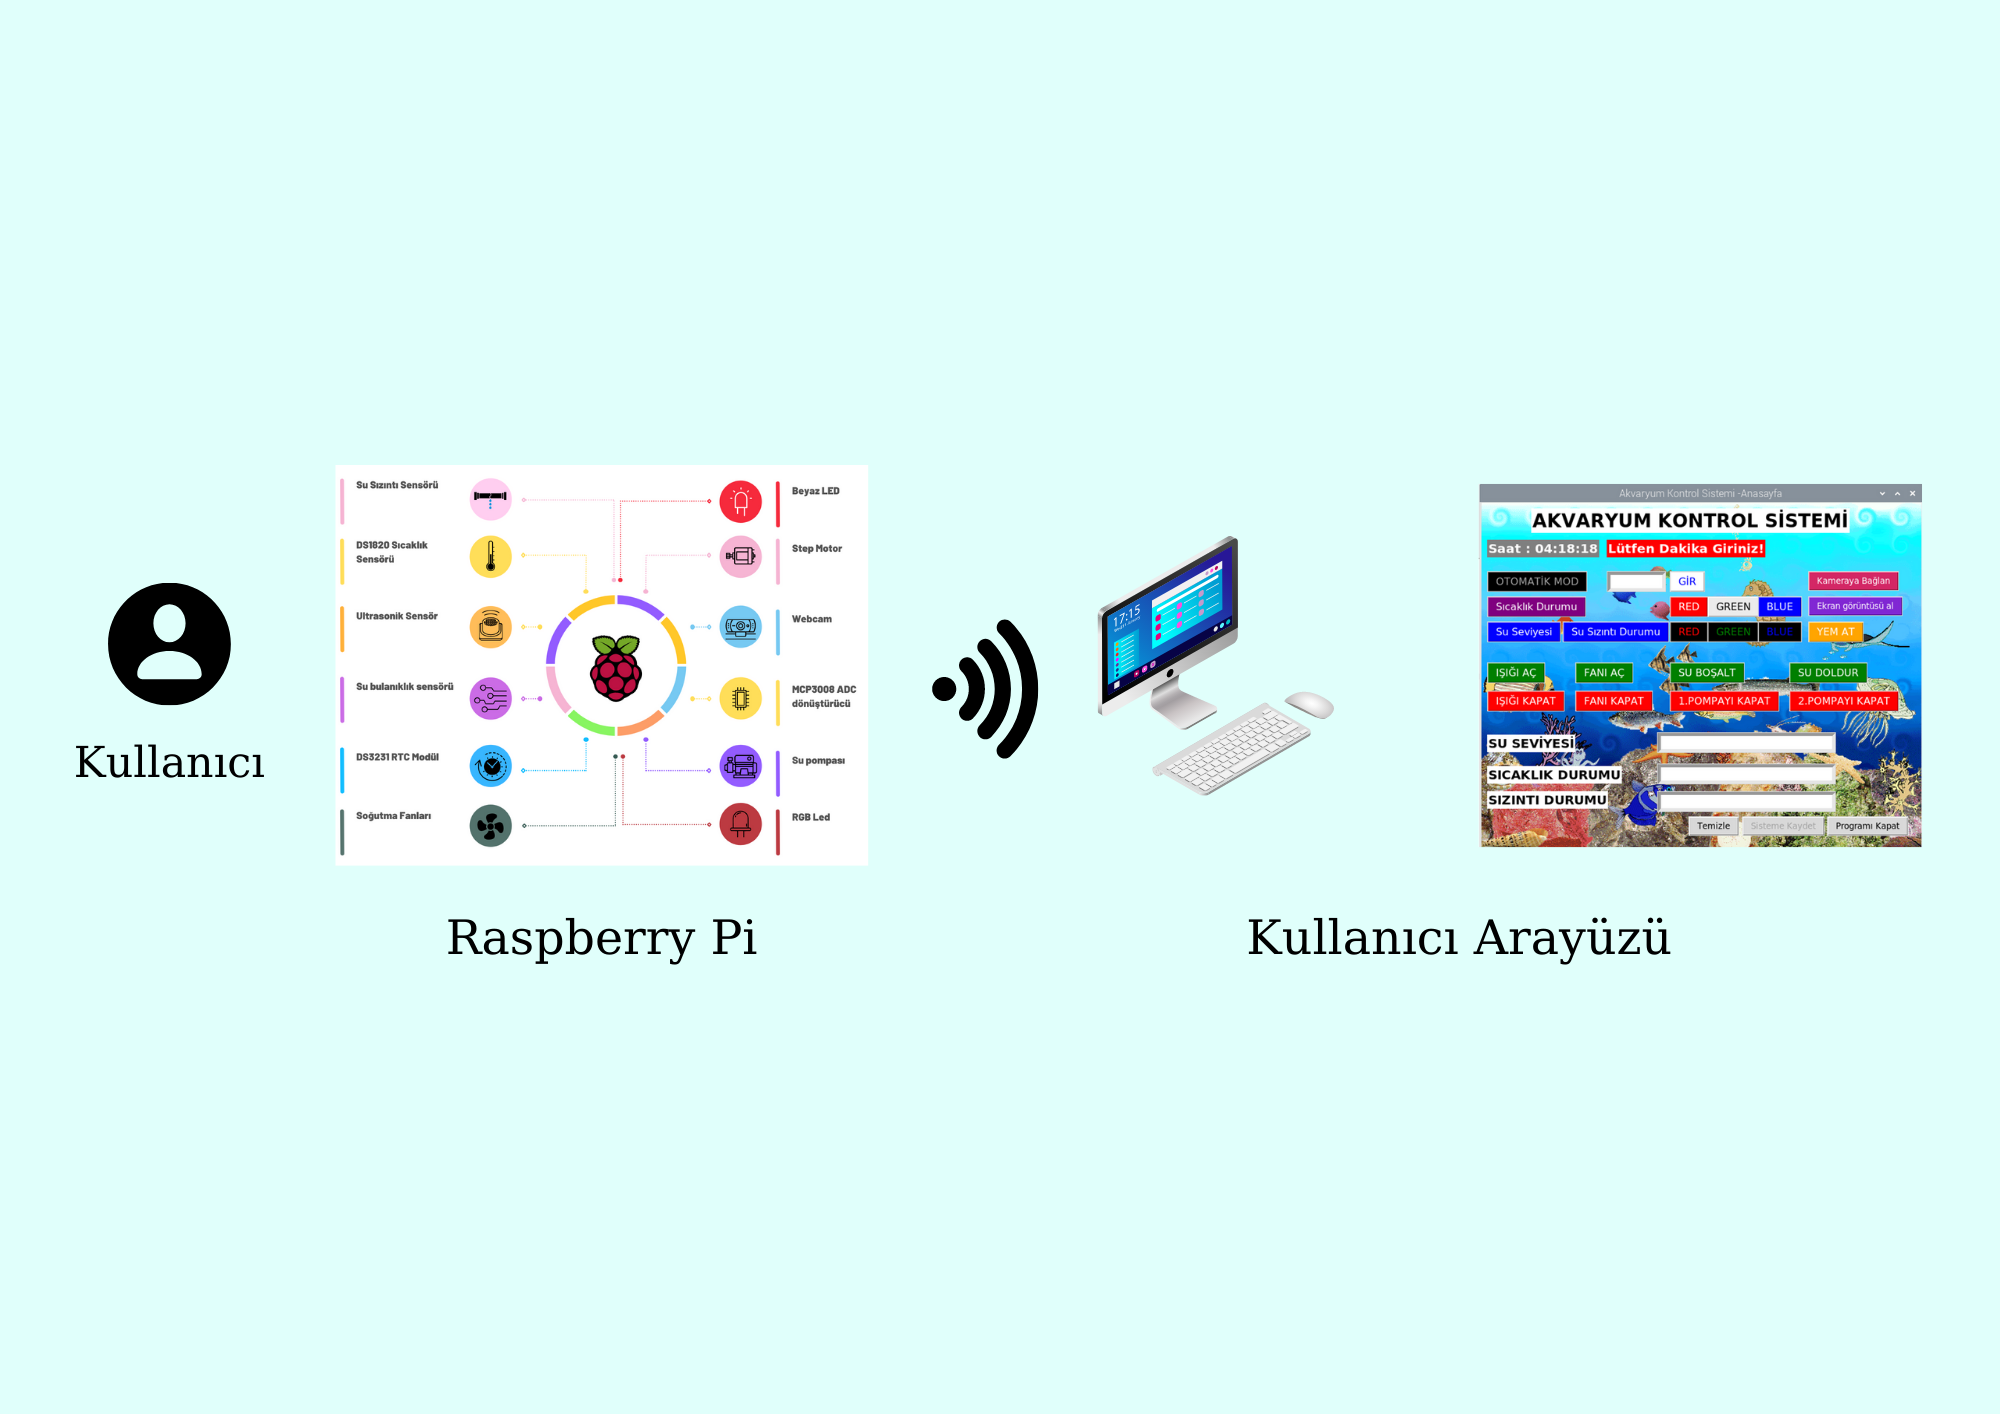 Kullanıcı
Su Sızıntı Sensörü
DS1820 Sıcaklık
Sensörü
Ultrasonik Sensör
Su bulanıklık sensörü
DS3231 RTC Modül
Soğutma Fanları
Beyaz LED
Step Motor
Webcam
MCP3008 ADC
dönüştürücü
Su pompası
RGB Led
Raspberry Pi
17:15
Akvaryum Kontrol Sistemi -Anasayfa
AKVARYUM KONTROL SİSTEMİ
Saat : 04:18:18 Lütfen Dakika Giriniz!
OTOMATİK MOD GİR Kameraya Bağlan
Sıcaklık Durumu RED GREEN BLUE Ekran görüntüsü al
Su Seviyesi Su Sızıntı Durumu RED GREEN BLUE YEM AT
IŞIĞI AÇ FANI AÇ SU BOŞALT SU DOLDUR
IŞIĞI KAPAT FANI KAPAT 1.POMPAYI KAPAT 2.POMPAYI KAPAT
SU SEVİYESİ
SICAKLIK DURUMU
SIZINTI DURUMU
Temizle Sisteme Kaydet Programı Kapat
Kullanıcı Arayüzü